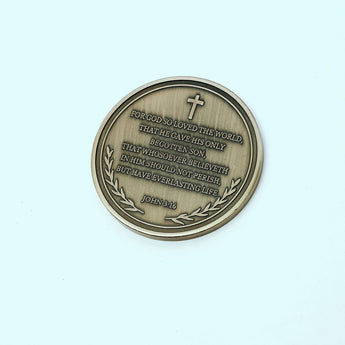 FOR GOD SO LOVED THE WORLD,
THAT HE GAVE HIS ONLY
BEGOTTEN SON,
THAT WHOSOEVER BELIEVETH
IN HIM SHOULD NOT PERISH,
BUT HAVE EVERLASTING LIFE.
JOHN 3:16